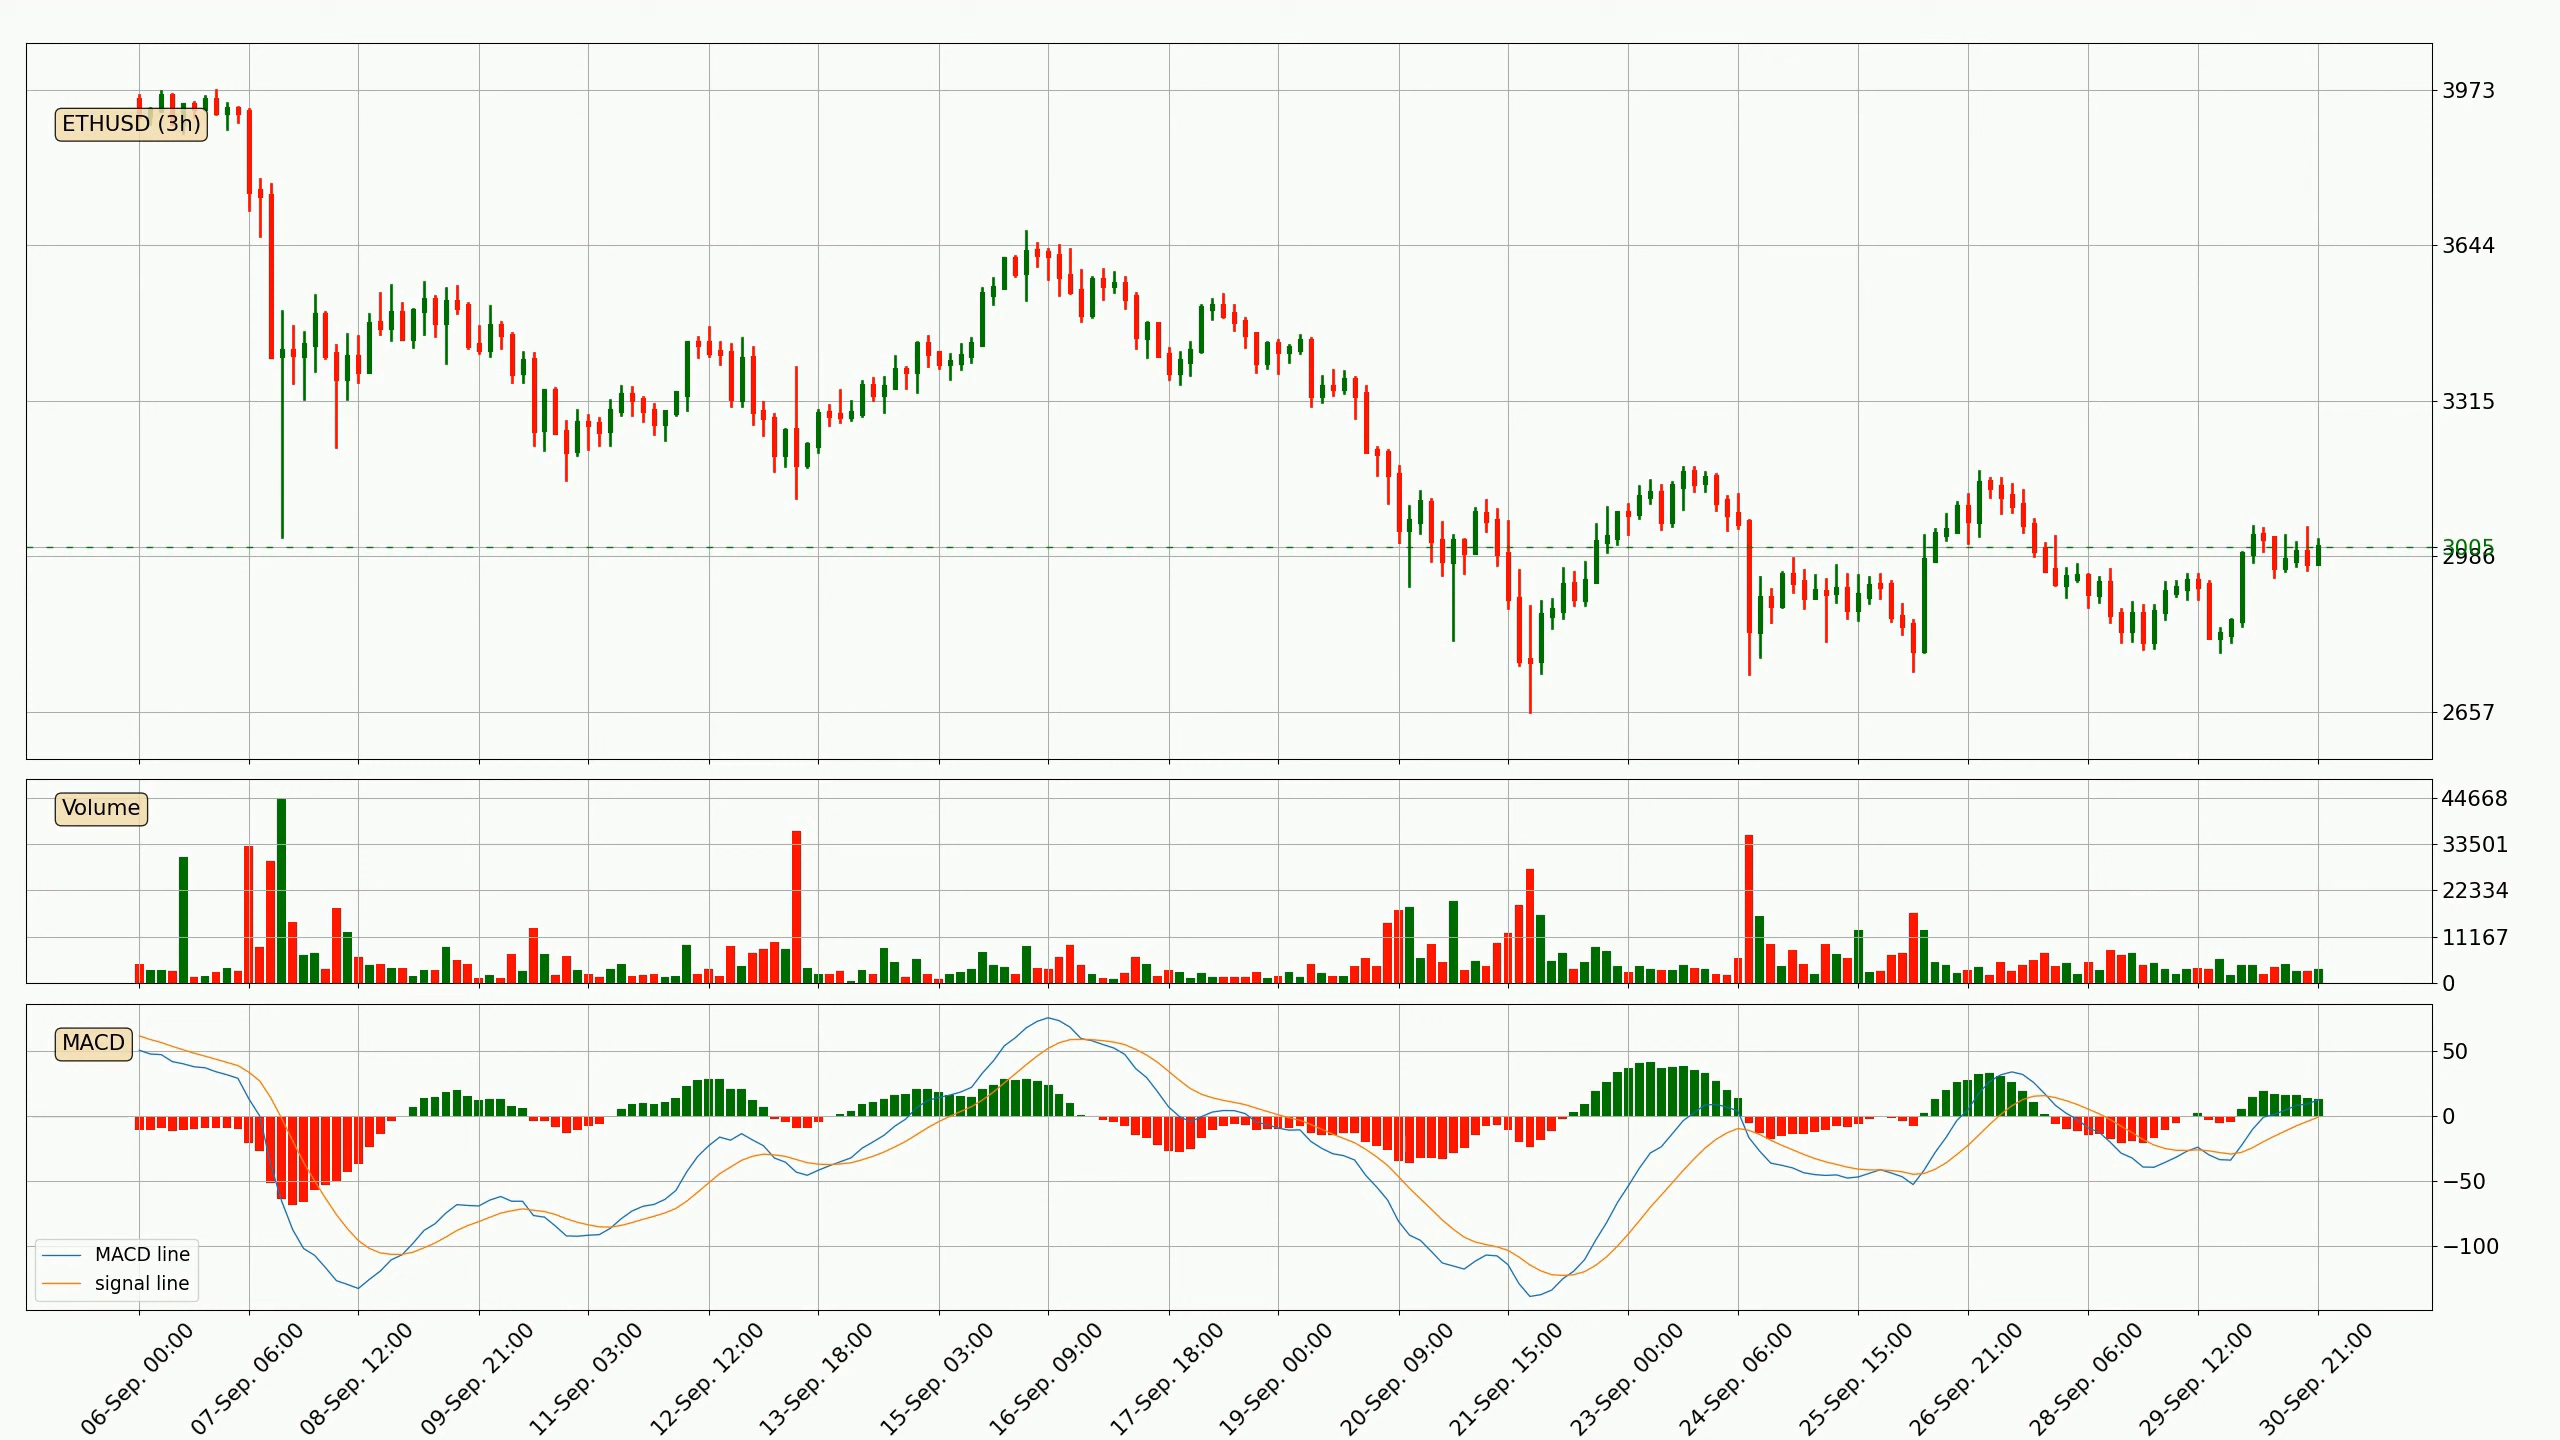 ETHUSD (3h)
3973
3644
3315
3005
2986
2657
Volume
44668
33501
22334
11167
0
MACD
50
0
−50
−100
MACD line
signal line
06-Sep. 00:00
07-Sep. 06:00
08-Sep. 12:00
09-Sep. 21:00
11-Sep. 03:00
12-Sep. 12:00
13-Sep. 18:00
15-Sep. 03:00
16-Sep. 09:00
17-Sep. 18:00
19-Sep. 00:00
20-Sep. 09:00
21-Sep. 15:00
23-Sep. 00:00
24-Sep. 06:00
25-Sep. 15:00
26-Sep. 21:00
28-Sep. 06:00
29-Sep. 12:00
30-Sep. 21:00